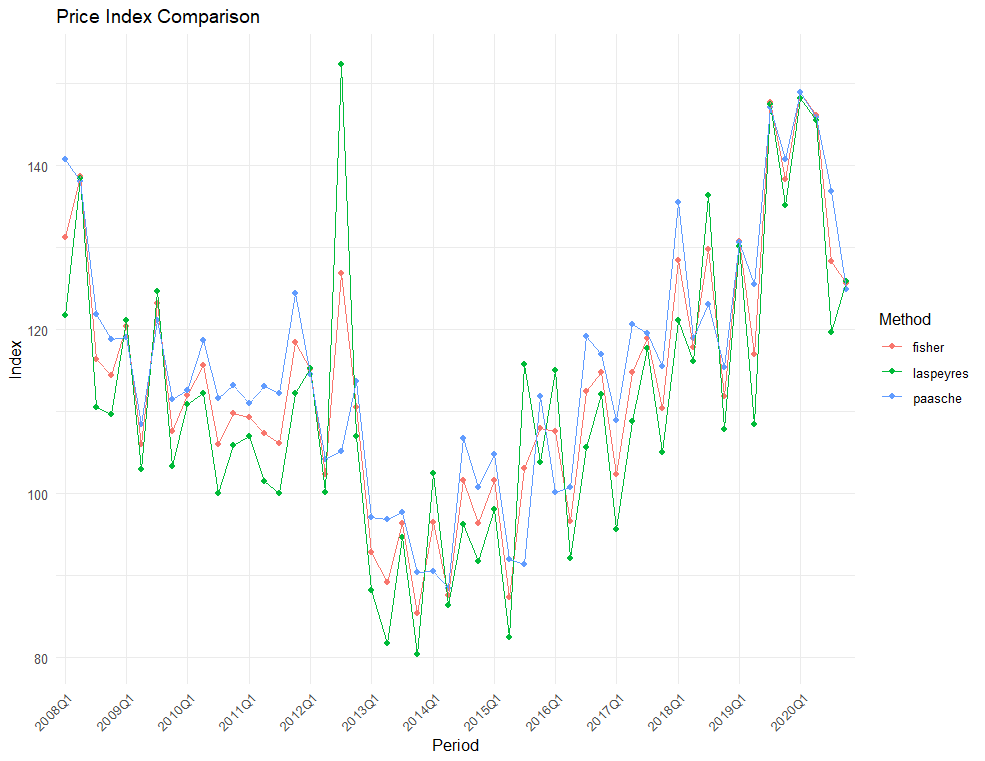 Price Index Comparison
Index
140
120
100
80
2008Q1
2009Q1
2010Q1
2011Q1
2012Q1
2013Q1
2014Q1
2015Q1
2016Q1
2017Q1
2018Q1
2019Q1
2020Q1
Period
Method
fisher
laspeyres
paasche